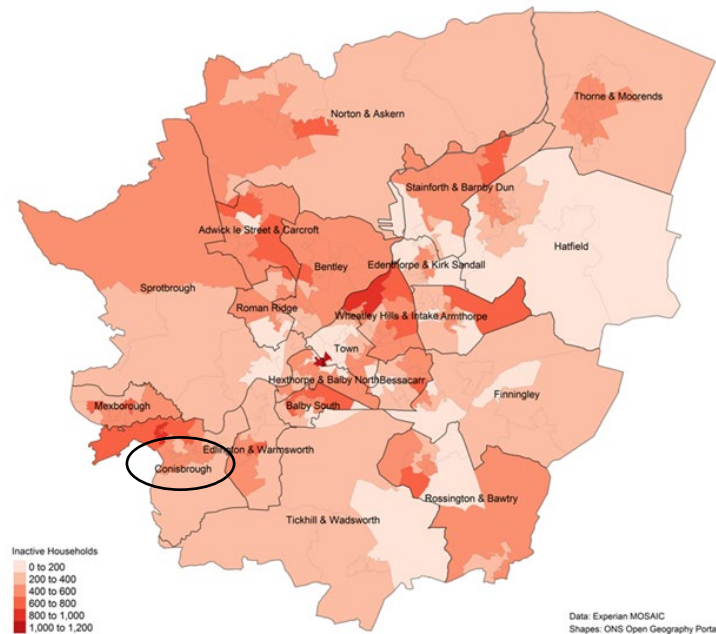 Thorne & Moorends
Norton & Askern
Stainforth & Barnby Dun
Adwick le Street & Carcroft
Hatfield
Bentley
Edenthorpe & Kirk Sandall
Sprotbrough
Roman Ridge
Wheatley Hills & Intake
Armthorpe
Town
Hexthorpe & Balby North
Bessacarr
Finningley
Mexborough
Balby South
Edlington & Warmsworth
Conisbrough
Rossington & Bawtry
Tickhill & Wadsworth
Inactive Households
0 to 200
200 to 400
400 to 600
600 to 800
800 to 1,000
1,000 to 1,200
Data: Experian MOSAIC
Shapes: ONS Open Geography Porta